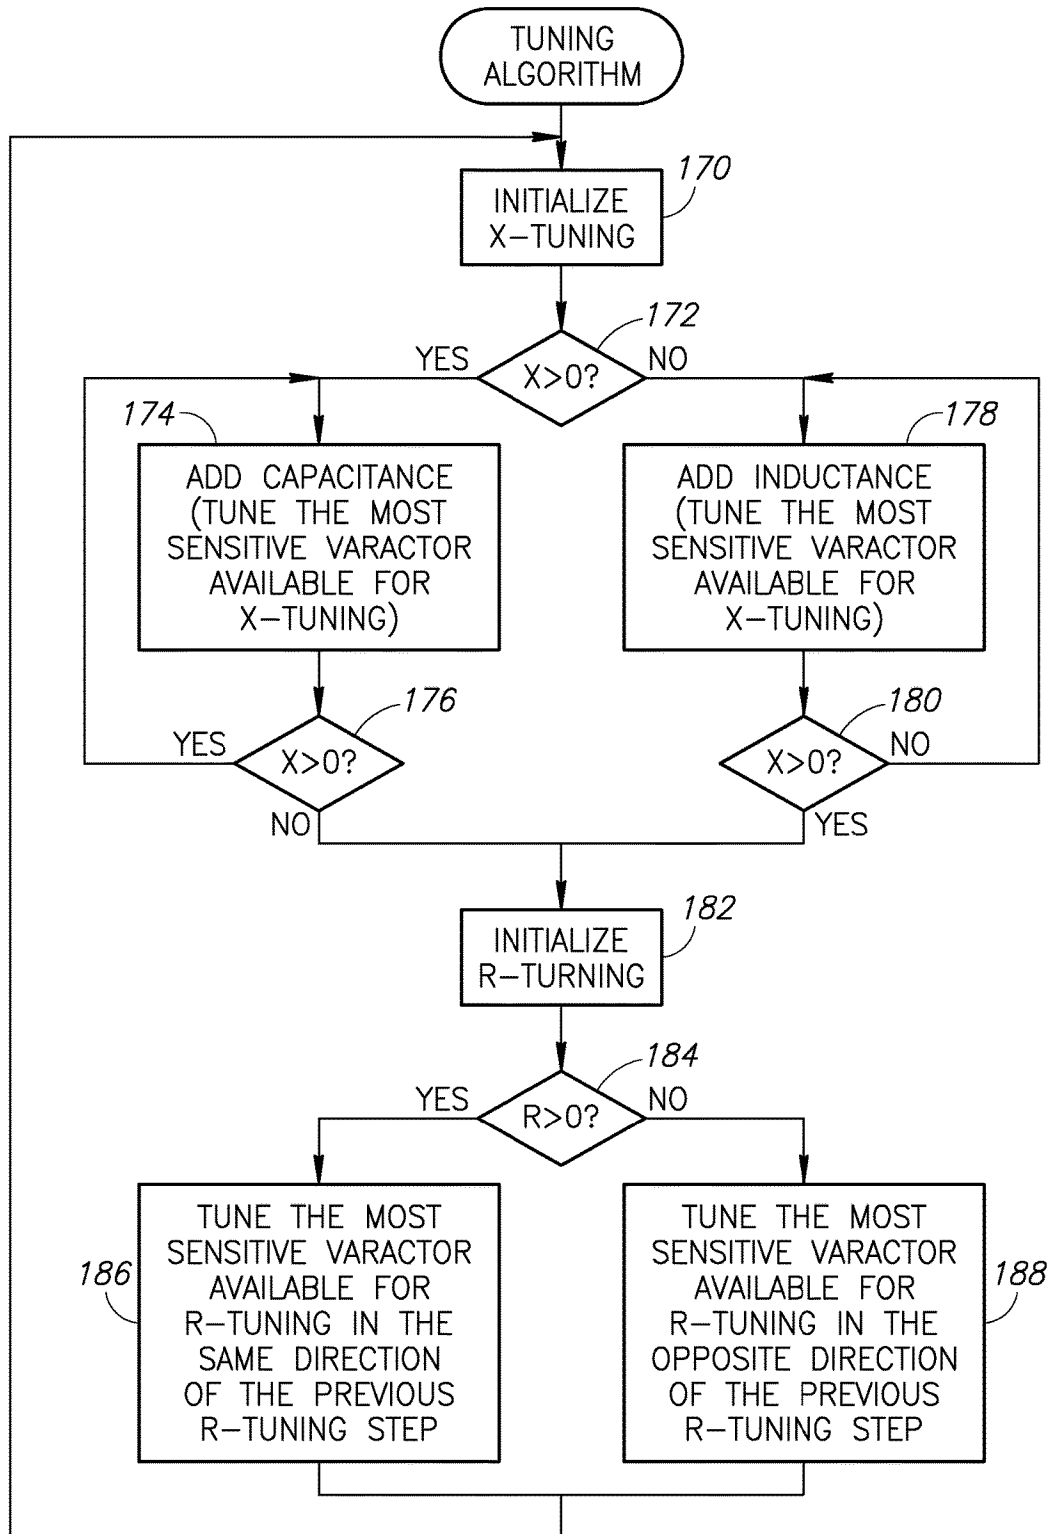 TUNING
ALGORITHM
170
INITIALIZE
X-TUNING
172
YES
X>0?
NO
174
178
ADD CAPACITANCE
(TUNE THE MOST
SENSITIVE VARACTOR
AVAILABLE FOR
X-TUNING)
ADD INDUCTANCE
(TUNE THE MOST
SENSITIVE VARACTOR
AVAILABLE FOR
X-TUNING)
176
YES
X>0?
NO
180
X>0?
NO
YES
182
INITIALIZE
R-TURNING
184
YES
R>0?
NO
186
TUNE THE MOST
SENSITIVE VARACTOR
AVAILABLE FOR
R-TUNING IN THE
SAME DIRECTION
OF THE PREVIOUS
R-TUNING STEP
TUNE THE MOST
SENSITIVE VARACTOR
AVAILABLE FOR
R-TUNING IN THE
OPPOSITE DIRECTION
OF THE PREVIOUS
R-TUNING STEP
188